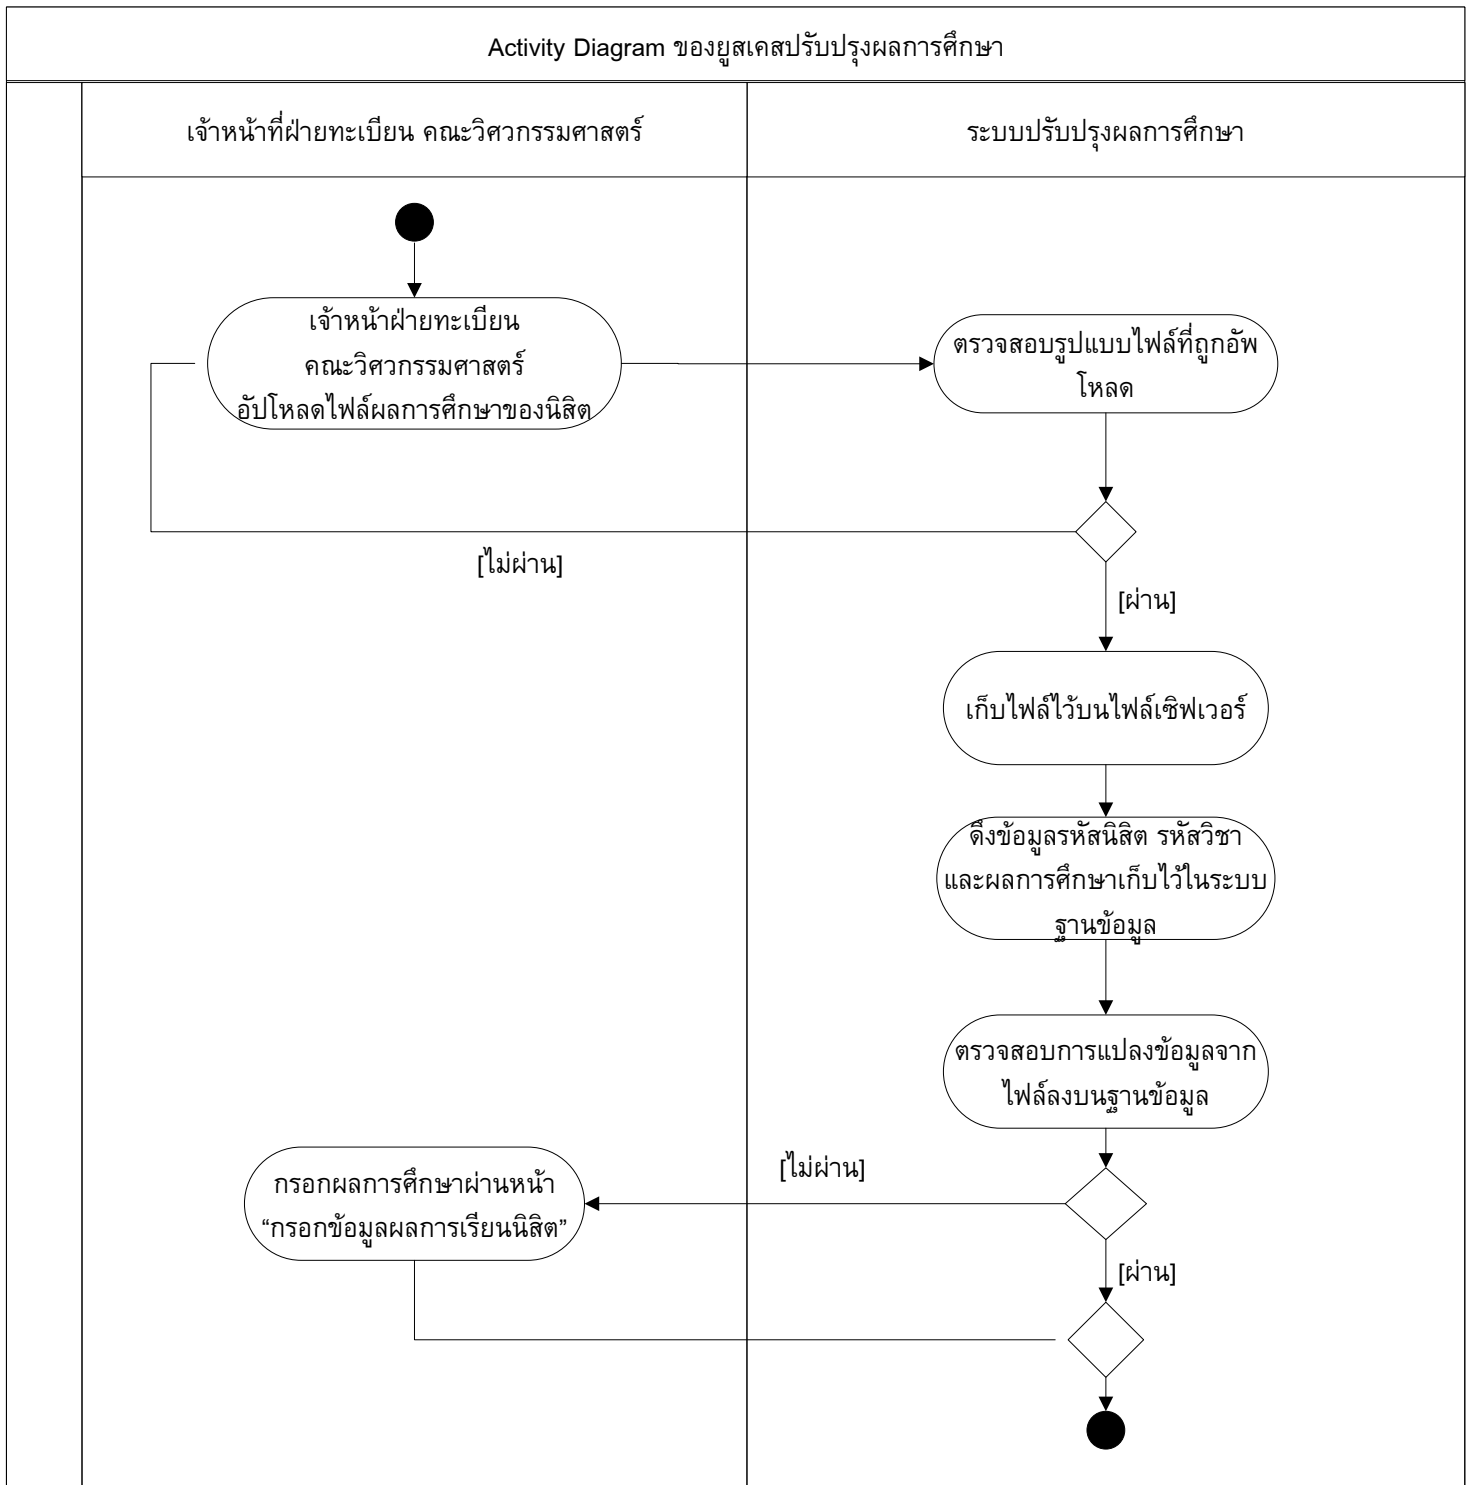 Activity Diagram ของยูสเคสปรับปรุงผลการศึกษา
เจ้าหน้าที่ฝ่ายทะเบียน คณะวิศวกรรมศาสตร์
ระบบปรับปรุงผลการศึกษา
เจ้าหน้าฝ่ายทะเบียน
คณะวิศวกรรมศาสตร์
อัปโหลดไฟล์ผลการศึกษาของนิสิต
ตรวจสอบรูปแบบไฟล์ที่ถูกอัพ
โหลด
[ไม่ผ่าน]
[ผ่าน]
เก็บไฟล์ไว้บนไฟล์เซิฟเวอร์
ดึงข้อมูลรหัสนิสิต รหัสวิชา
และผลการศึกษาเก็บไว้ในระบบ
ฐานข้อมูล
ตรวจสอบการแปลงข้อมูลจาก
ไฟล์ลงบนฐานข้อมูล
[ไม่ผ่าน]
กรอกผลการศึกษาผ่านหน้า
“กรอกข้อมูลผลการเรียนนิสิต”
[ผ่าน]